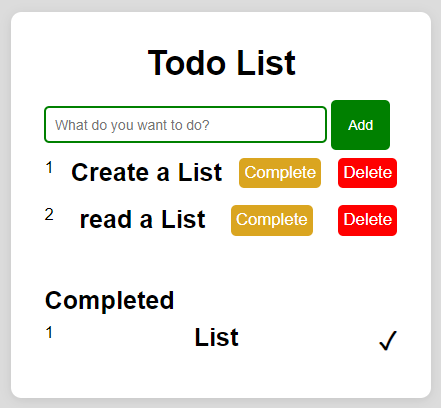 Todo List
What do you want to do? Add
1 Create a List Complete Delete
2 read a List Complete Delete
Completed
1 List ✓